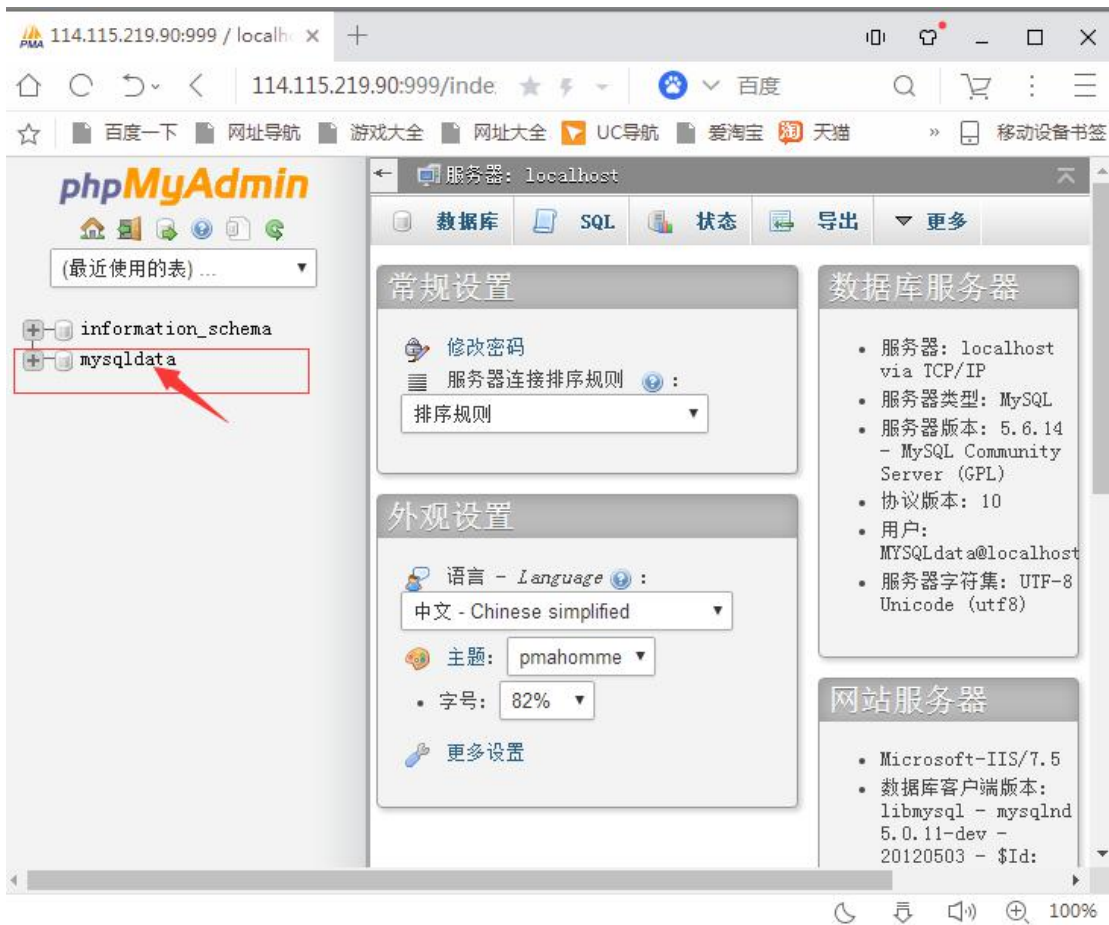 PMA 114.115.219.90:999 / localh
114.115.219.90:999/inde
百度
百度一下 网址导航 游戏大全 网址大全 UC导航 爱淘宝 淘 天猫 » 移动设备书签
phpMyAdmin
(最近使用的表) ...
information_schema
mysqldata
服务器: localhost
数据库 SQL 状态 导出 更多
常规设置
修改密码
服务器连接排序规则 :
排序规则
外观设置
语言 - Language :
中文 - Chinese simplified
主题: pmahomme
字号: 82%
更多设置
数据库服务器
服务器: localhost
via TCP/IP
服务器类型: MySQL
服务器版本: 5.6.14
- MySQL Community
Server (GPL)
协议版本: 10
用户:
MYSQLdata@localhost
服务器字符集: UTF-8
Unicode (utf8)
网站服务器
Microsoft-IIS/7.5
数据库客户端版本:
libmysql - mysqlnd
5.0.11-dev -
20120503 - $Id:
100%